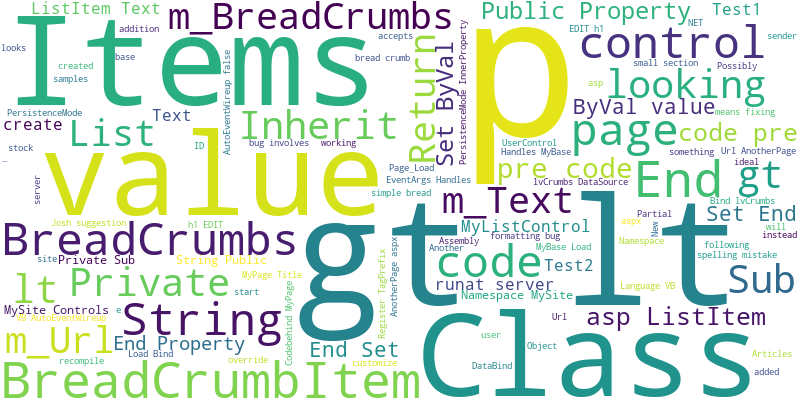 ListItem Text
addition
m_BreadCrumbs
Public Property
Test1
NET
looks
Items
accepts
bread crumb
p
EDIT h1
control
small section
Possibly
sender
created
base
samples
AutoEventWireup false
Return
Set ByVal
PersistenceMode InnerProperty
asp
looking
PersistenceMode
Text
Inherit
ByVal value
means fixing
create
List
ID
bug involves
working
UserControl
Handles MyBase
page
code pre
stock
value
Page_Load
EventArgs Handles
pre code
something
Url AnotherPage
ideal
_
server
simple bread
lvCrumbs DataSource
End
gt
Bind lvCrumbs
Josh suggestion
h1 EDIT
gt
m_Text
lt
New
Partial
Set End
will
instead
BreadCrumbs
MyListControl
aspx
Another
Assembly
formatting bug
MyBase Load
Namespace
following
spelling mistake
site
Private Sub
String Public
code
Test2
Sub
lt
Private
MyPage Title
runat server
Language VB
MySite Controls
e
start
Namespace MySite
VB AutoEventWireup
String
Codebehind MyPage
Register TagPrefix
AnotherPage aspx
Class
Url
asp ListItem
m_Url
End Property
End Set
user
Object
Articles
recompile
Load Bind
override
customize
DataBind
added
BreadCrumbItem